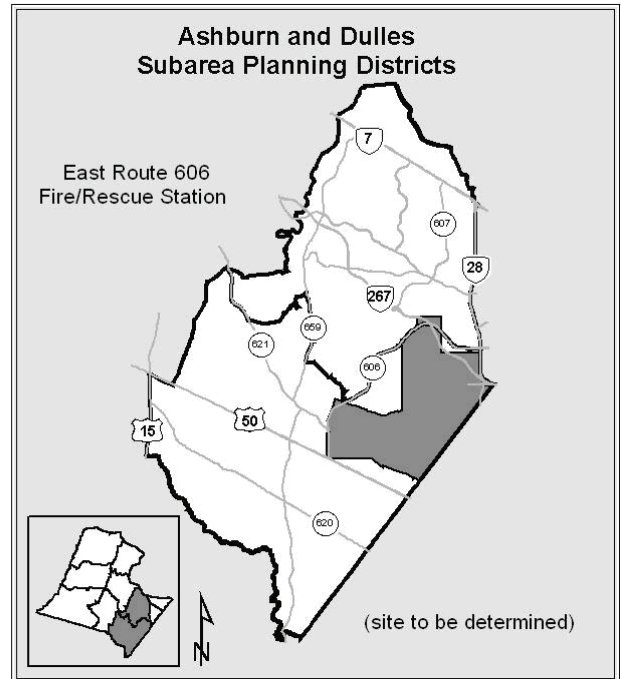 Ashburn and Dulles
Subarea Planning Districts
East Route 606
Fire/Rescue Station
7
607
28
267
659
621
606
50
15
620
(site to be determined)
N